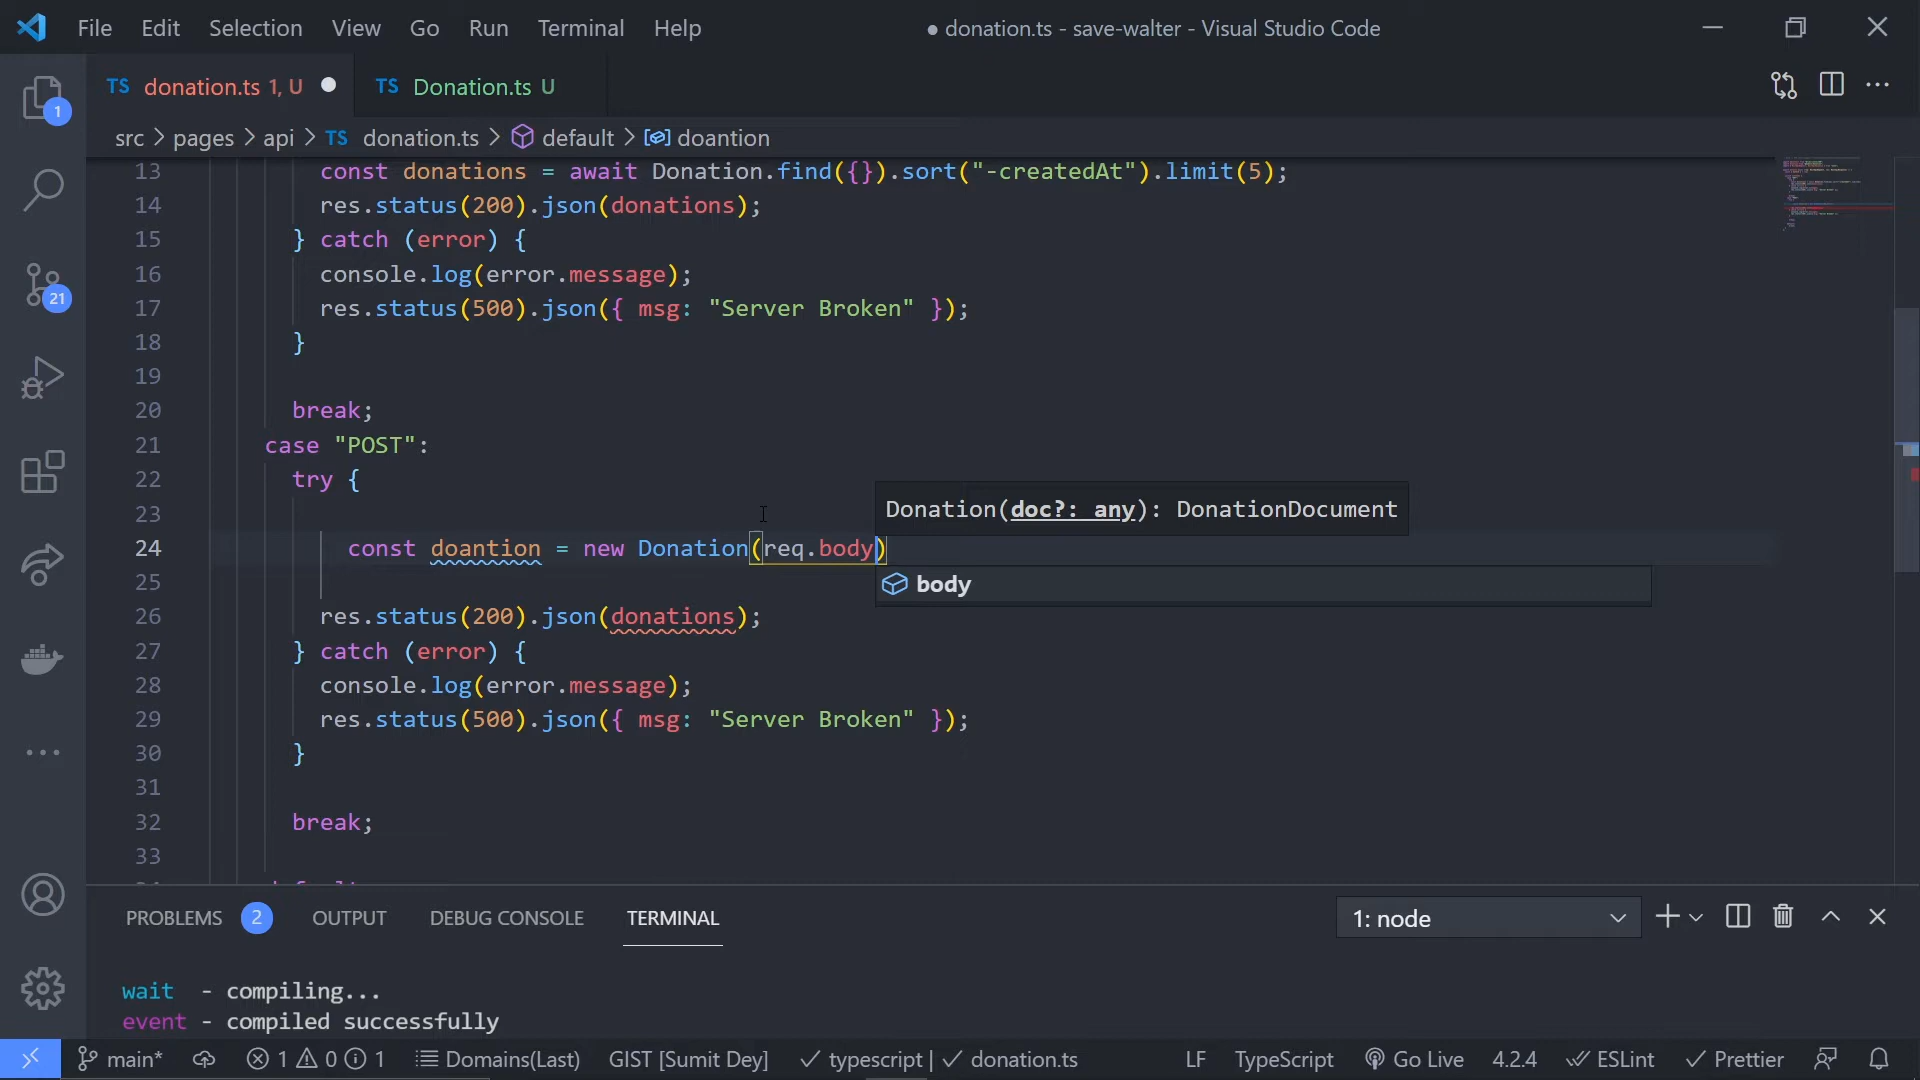 File Edit Selection View Go Run Terminal Help
● donation.ts - save-walter - Visual Studio Code
TS donation.ts 1, U
TS Donation.ts U
src > pages > api > TS donation.ts > default > doantion
13 const donations = await Donation.find({}).sort("-createdAt").limit(5);
14 res.status(200).json(donations);
15 } catch (error) {
16 console.log(error.message);
17 res.status(500).json({ msg: "Server Broken" });
18 }
19
20 break;
21 case "POST":
22 try {
23
Donation(doc?: any): DonationDocument
24 const doantion = new Donation(req.body)
25
body
26 res.status(200).json(donations);
27 } catch (error) {
28 console.log(error.message);
29 res.status(500).json({ msg: "Server Broken" });
30 }
31
32 break;
33
1
21
PROBLEMS 2 OUTPUT DEBUG CONSOLE TERMINAL
1: node
wait - compiling...
event - compiled successfully
main* 1 0 1 Domains(Last) GIST [Sumit Dey] ✓ typescript | ✓ donation.ts LF TypeScript Go Live 4.2.4 ESLint ✓ Prettier